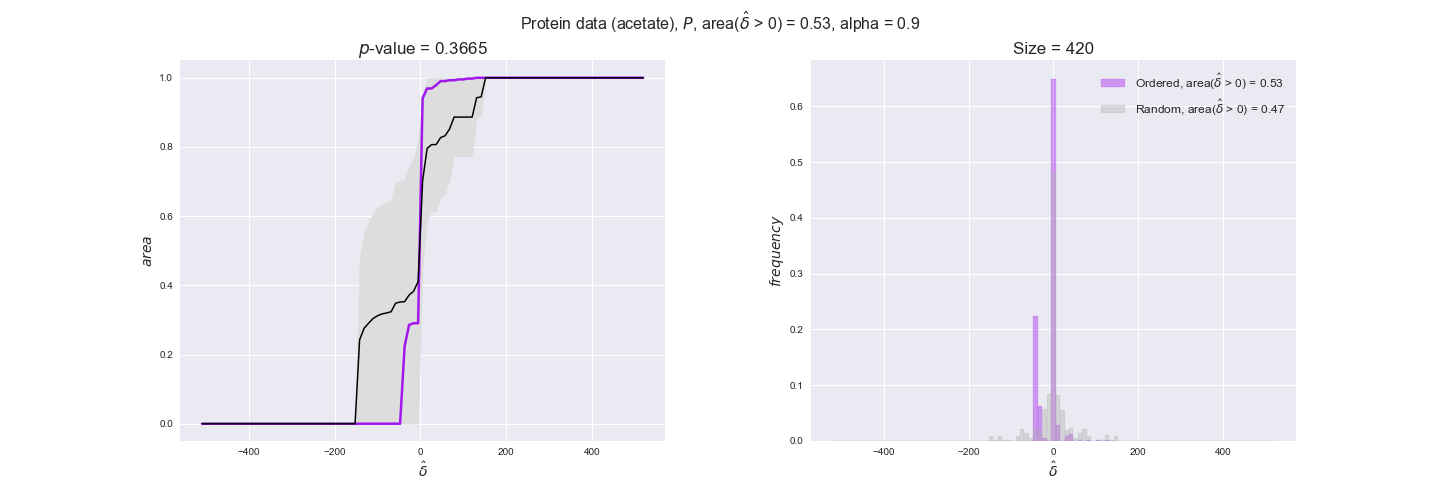 Protein data (acetate), P, area(δ̂ > 0) = 0.53, alpha = 0.9
p-value = 0.3665
1.0
0.8
0.6
0.4
0.2
0.0
area
−400
−200
0
200
400
δ̂
Size = 420
Ordered, area(δ̂ > 0) = 0.53
Random, area(δ̂ > 0) = 0.47
0.6
0.5
0.4
0.3
0.2
0.1
0.0
frequency
−400
−200
0
200
400
δ̂